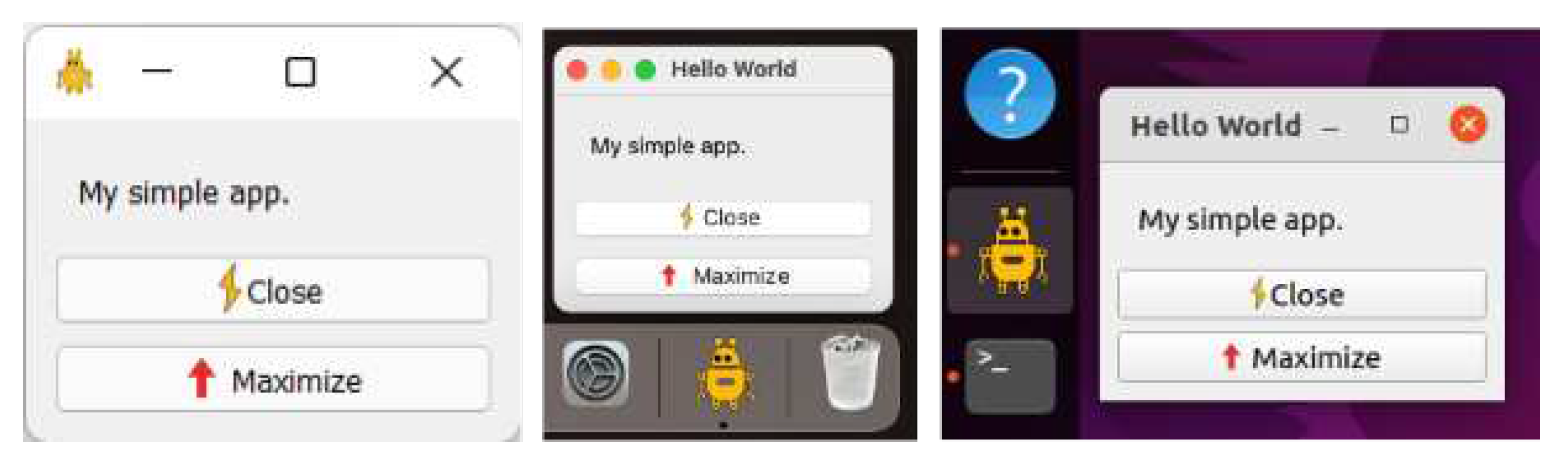 My simple app.
Close
Maximize
Hello World
My simple app.
Close
Maximize
?
>_
Hello World
My simple app.
Close
Maximize